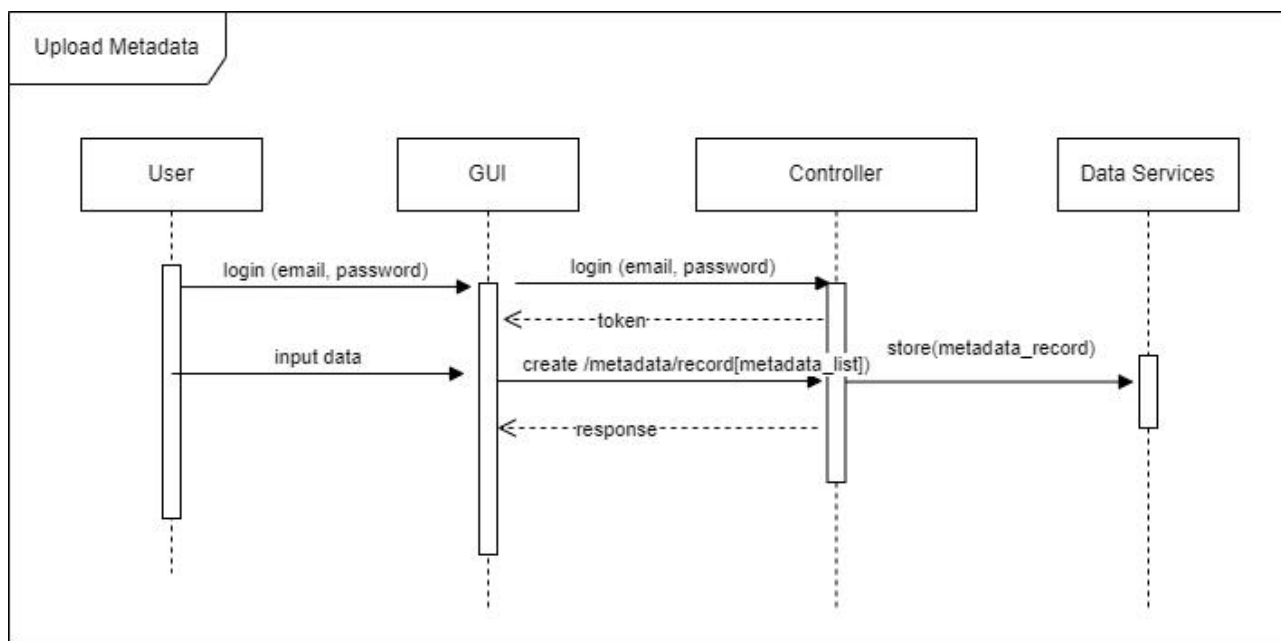 Upload Metadata
User
GUI
Controller
Data Services
login (email, password)
login (email, password)
token
input data
create /metadata/record[metadata_list])
store(metadata_record)
response